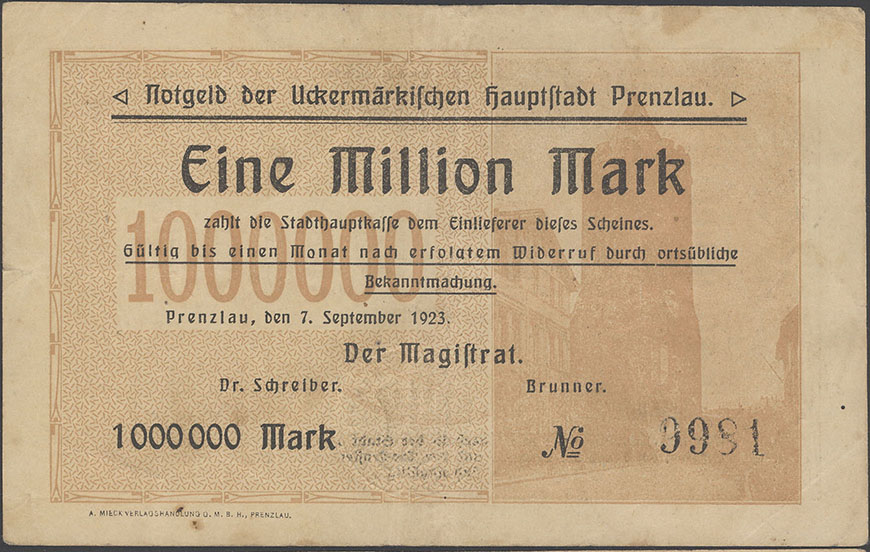 ◁ Notgeld der Uckermärkischen Hauptstadt Prenzlau. ▷
Eine Million Mark
1000000
zahlt die Stadthauptkasse dem Einlieferer dieses Scheines.
Gültig bis einen Monat nach erfolgtem Widerruf durch ortsübliche
Bekanntmachung.
Prenzlau, den 7. September 1923.
Der Magistrat.
Dr. Schreiber. Brunner.
1000000 Mark № 9981
A. MIECK VERLAGSHANDLUNG G. M. B. H., PRENZLAU.